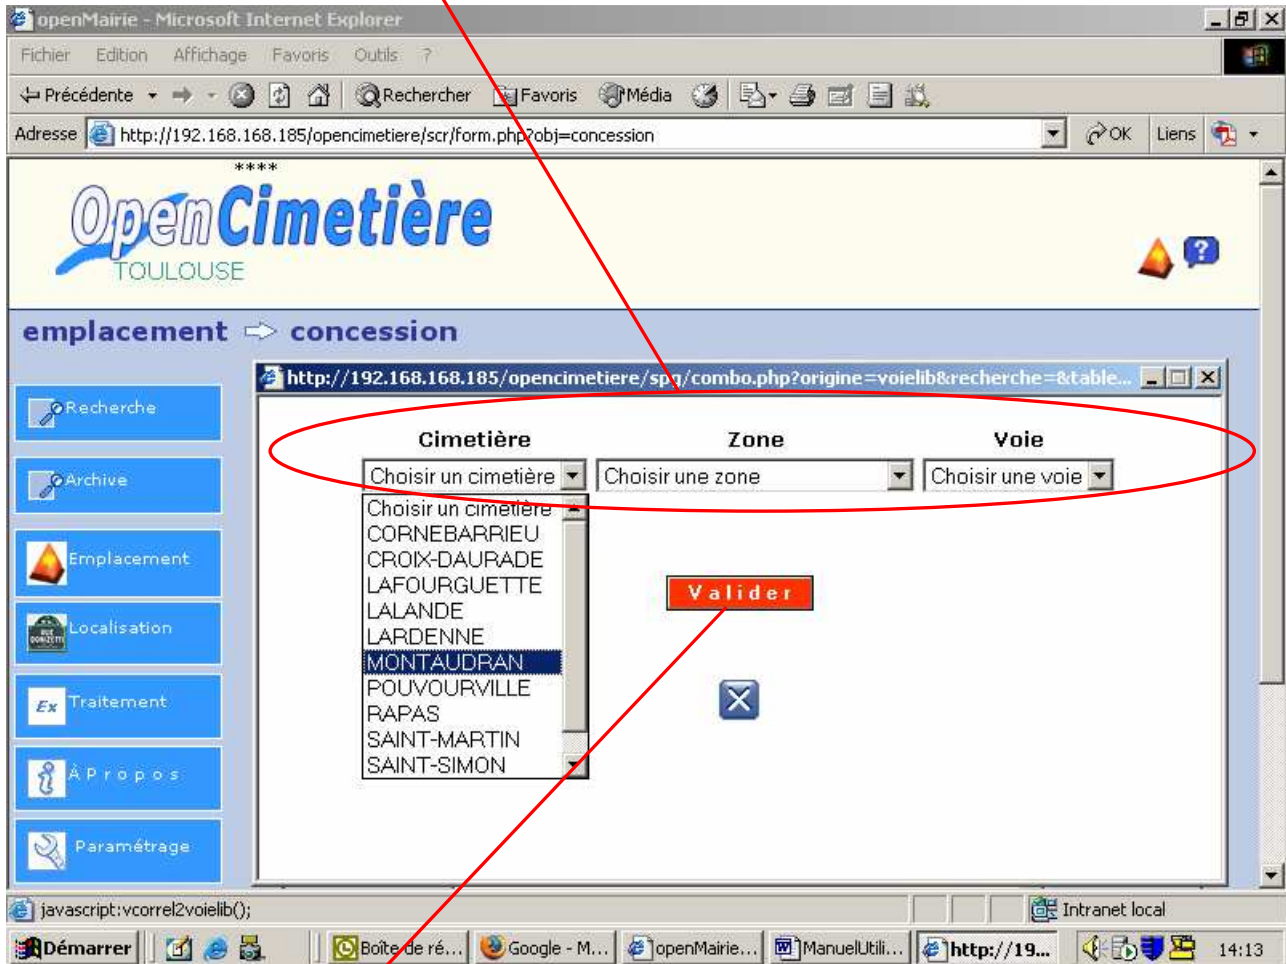 openMairie - Microsoft Internet Explorer
Fichier Edition Affichage Favoris Outils ?
Précédente Rechercher Favoris Média
Adresse http://192.168.168.185/opencimetiere/scr/form.php?obj=concession OK Liens
****
OpenCimetière
TOULOUSE
emplacement concession
http://192.168.168.185/opencimetiere/spg/combo.php?origine=voielib&recherche=&table...
Recherche
Archive
Emplacement
Localisation
Ex Traitement
À Propos
Paramétrage
Cimetière Zone Voie
Choisir un cimetière Choisir une zone Choisir une voie
Choisir un cimetière
CORNEBARRIEU
CROIX-DAURADE
LAFOURGUETTE
LALANDE
LARDENNE
MONTAUDRAN
POUVOURVILLE
RAPAS
SAINT-MARTIN
SAINT-SIMON
Valider
javascript:vcorrel2voielib(); Intranet local
Démarrer Boîte de ré... Google - M... openMairie... ManuelUtili... http://19... 14:13